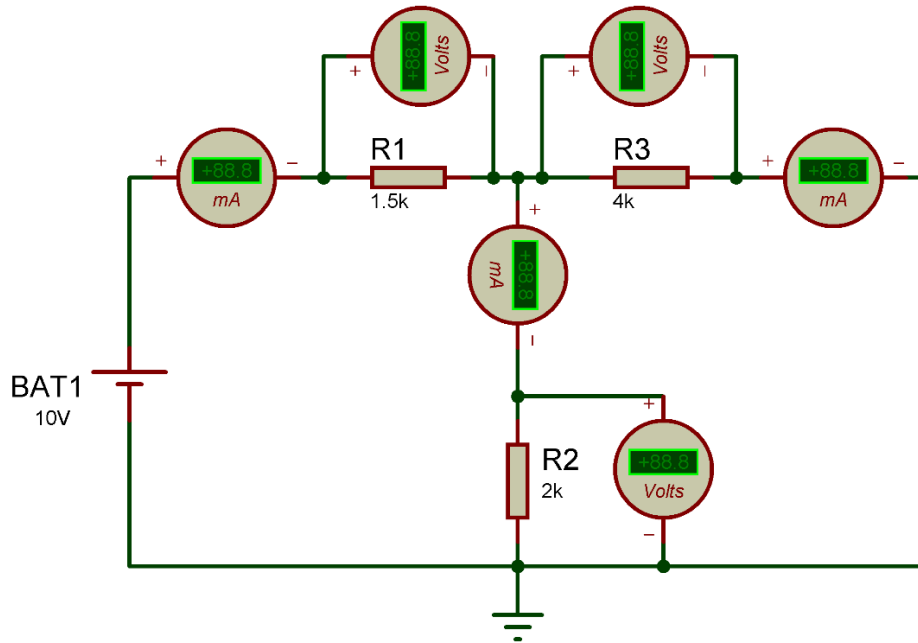 +88.8
Volts
+88.8
Volts
+
−
+
−
R1
R3
+
+88.8
−
mA
1.5k
4k
+
+88.8
−
mA
+
+88.8
mA
−
BAT1
10V
+
R2
2k
+88.8
Volts
−